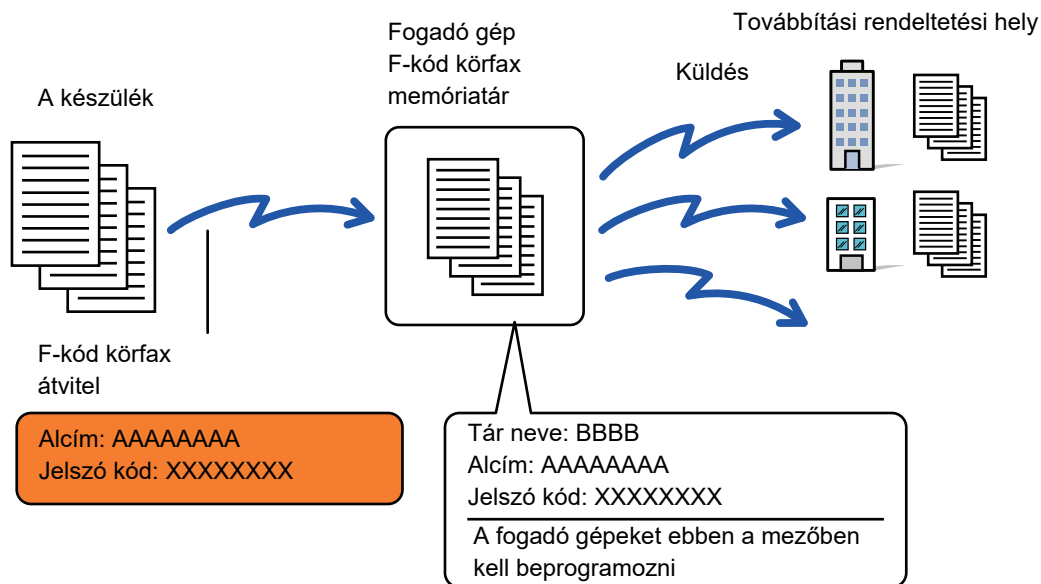 A készülék
Fogadó gép
F-kód körfax
memóriatár
Küldés
Továbbítási rendeltetési hely
F-kód körfax
átvitel
Alcím: AAAAAAAA
Jelszó kód: XXXXXXXX
Tár neve: BBBB
Alcím: AAAAAAAA
Jelszó kód: XXXXXXXX
A fogadó gépeket ebben a mezőben
kell beprogramozni